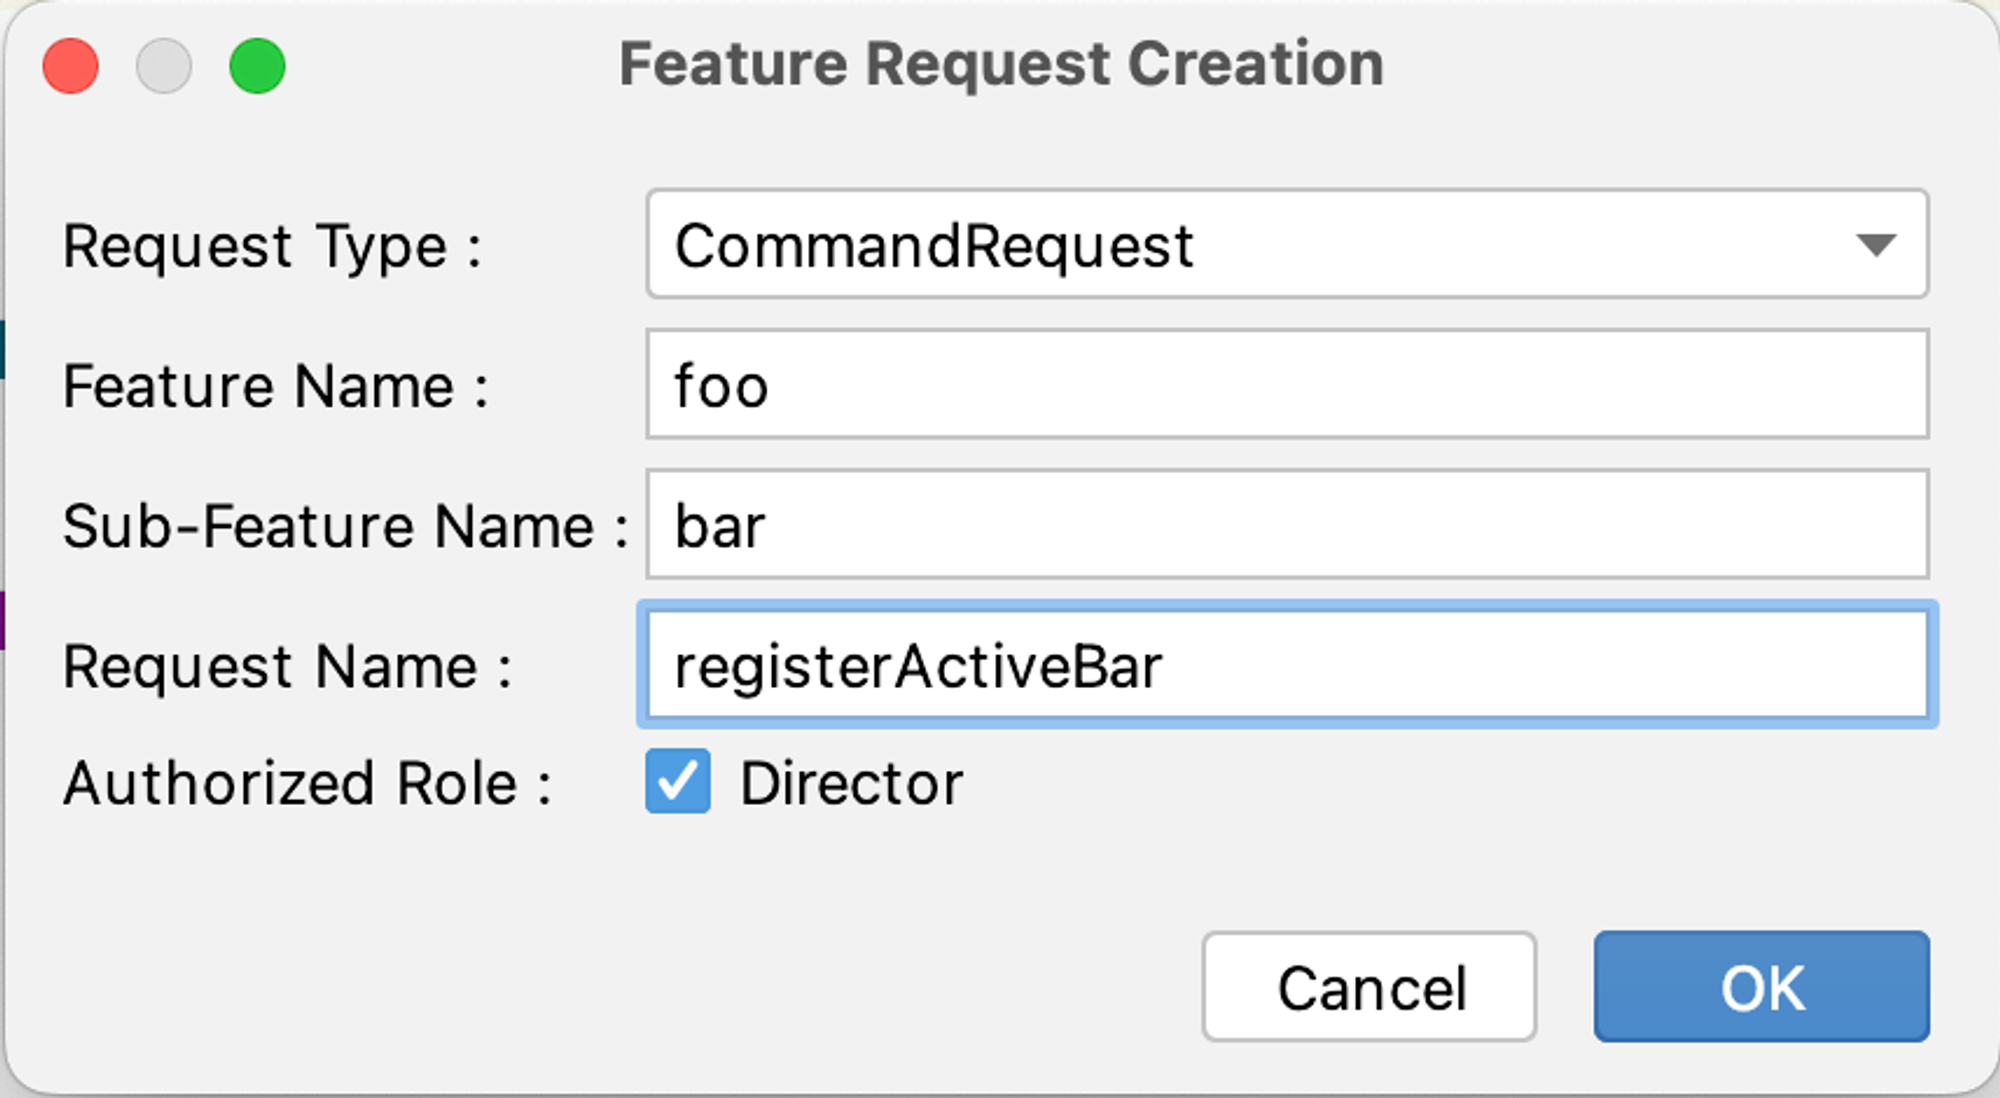 Feature Request Creation
Request Type : CommandRequest
Feature Name : foo
Sub-Feature Name : bar
Request Name : registerActiveBar
Authorized Role : Director
Cancel OK